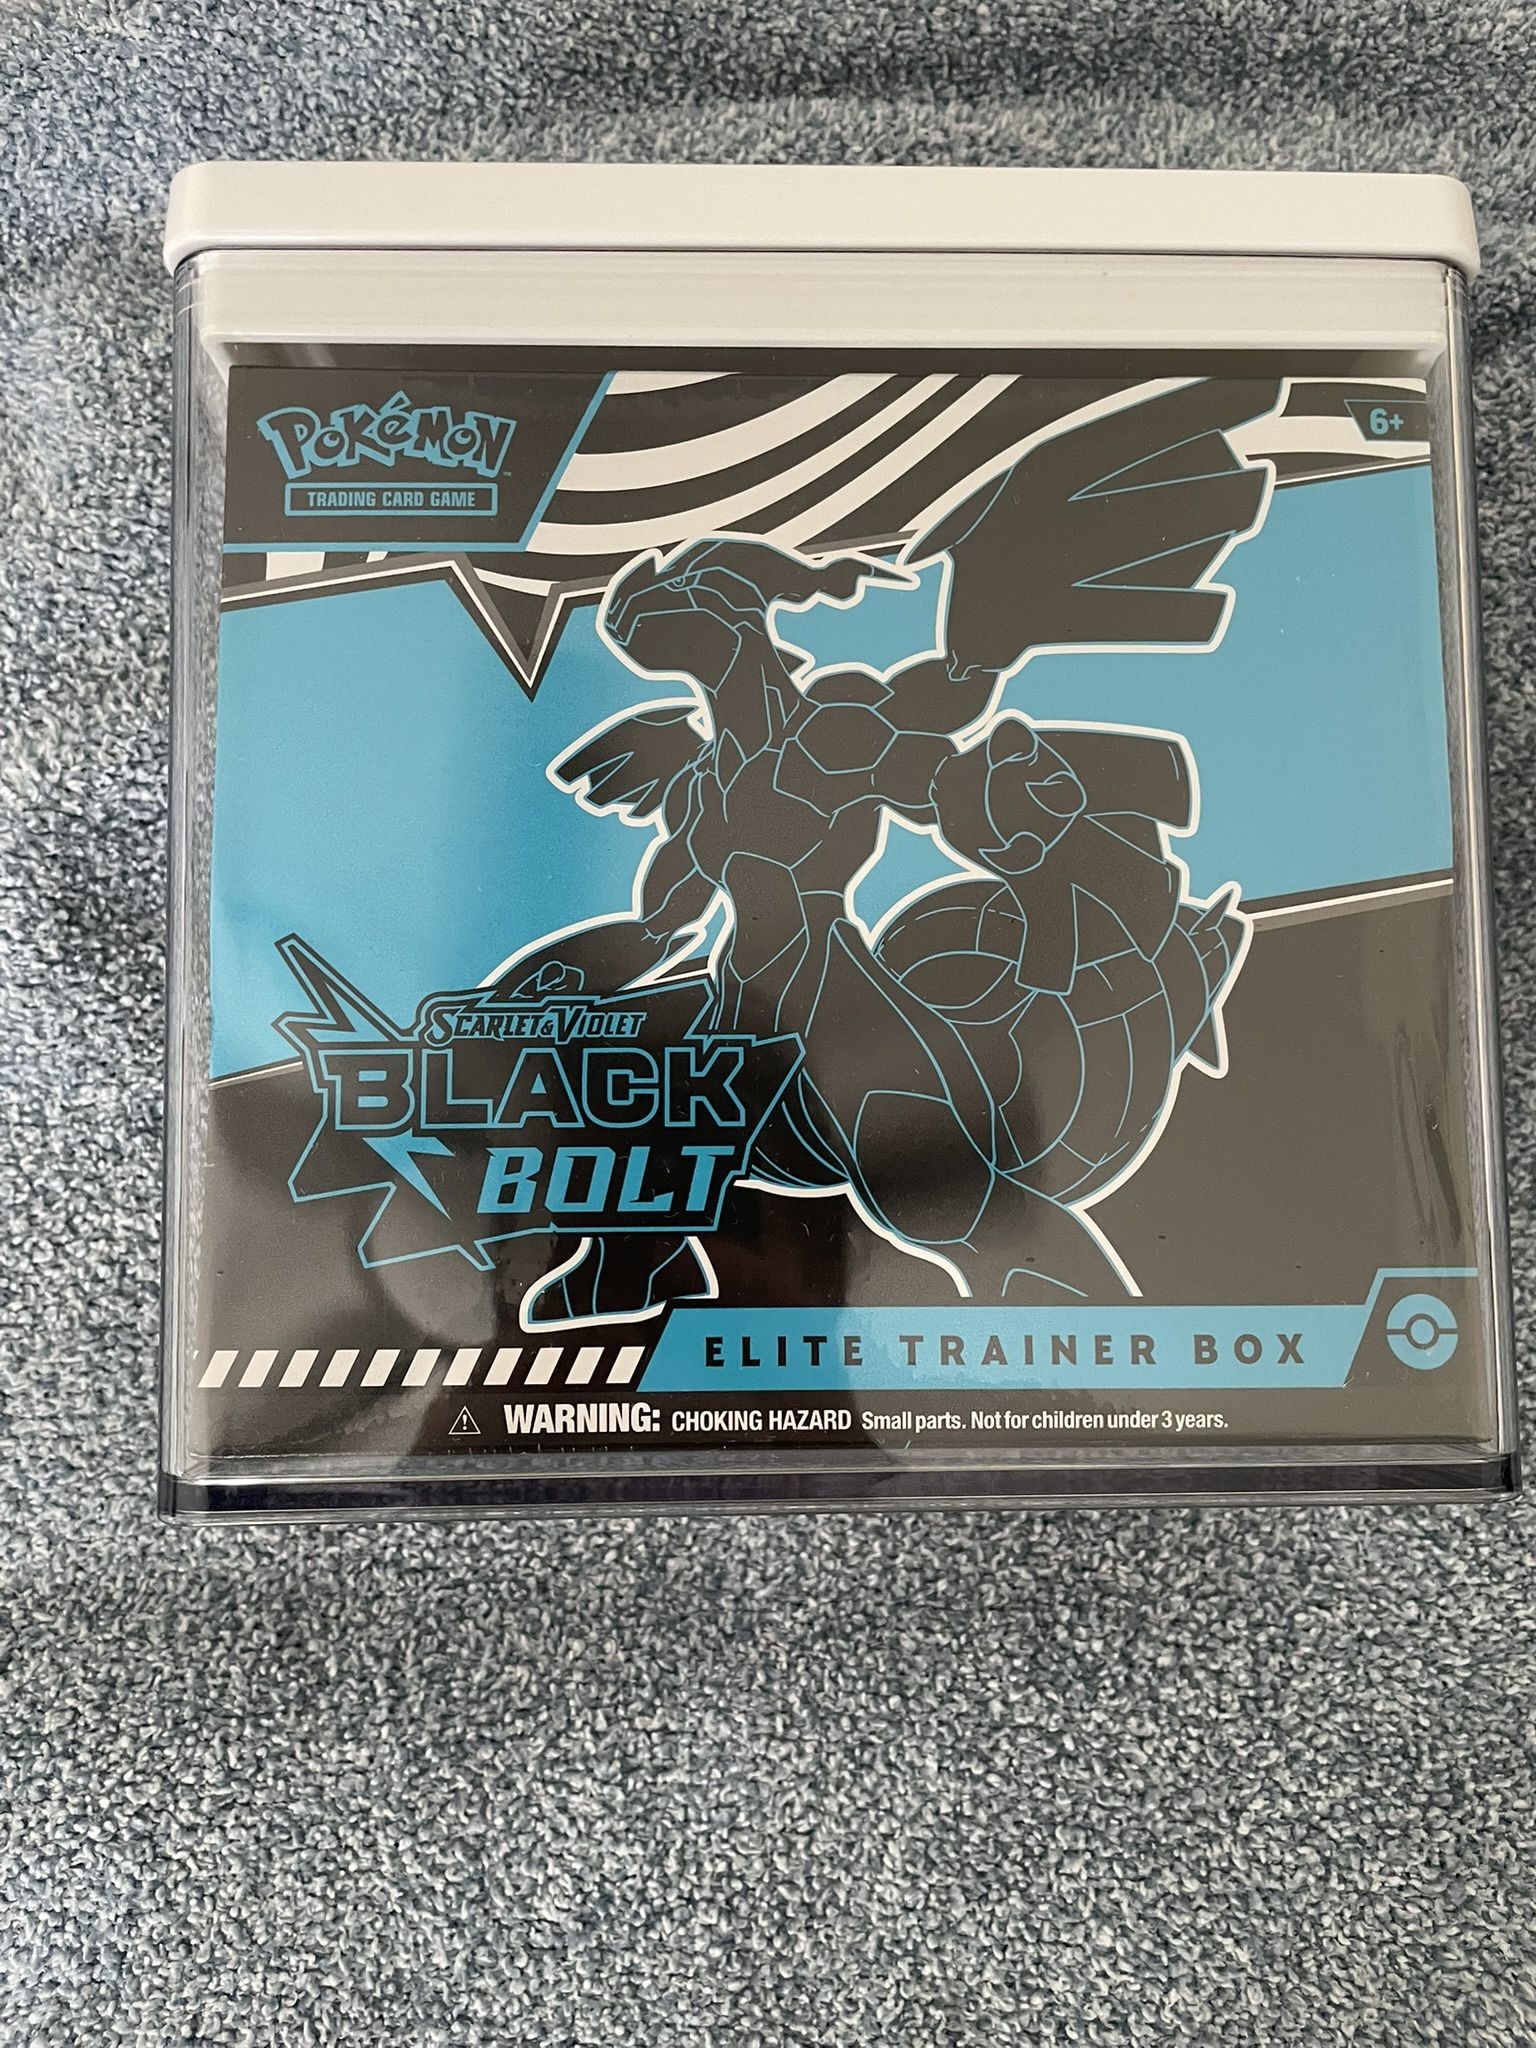 POKéMON™
TRADING CARD GAME
6+
SCARLET & VIOLET
BLACK
BOLT
ELITE TRAINER BOX
⚠ WARNING: CHOKING HAZARD Small parts. Not for children under 3 years.